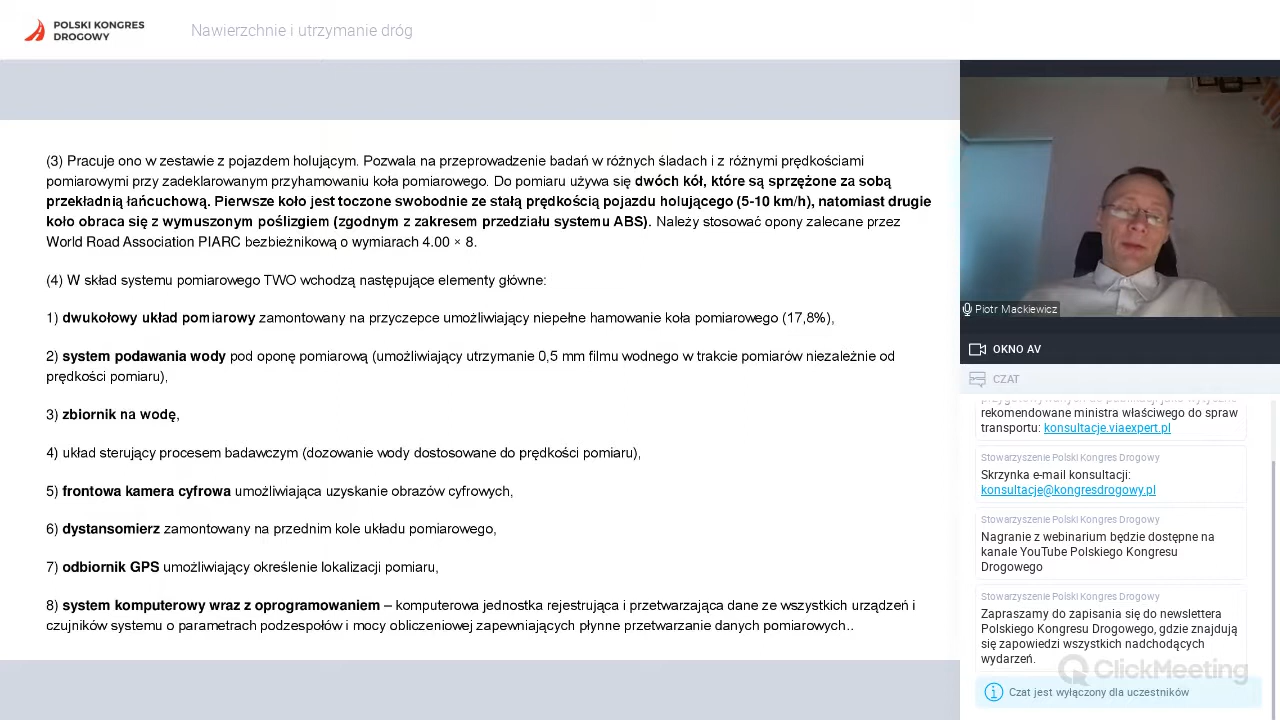 POLSKI KONGRES
DROGOWY
Nawierzchnie i utrzymanie dróg
(3) Pracuje ono w zestawie z pojazdem holującym. Pozwala na przeprowadzenie badań w różnych śladach i z różnymi prędkościami
pomiarowymi przy zadeklarowanym przyhamowaniu koła pomiarowego. Do pomiaru używa się dwóch kół, które są sprzężone za sobą
przekładnią łańcuchową. Pierwsze koło jest toczone swobodnie ze stałą prędkością pojazdu holującego (5-10 km/h), natomiast drugie
koło obraca się z wymuszonym poślizgiem (zgodnym z zakresem przedziału systemu ABS). Należy stosować opony zalecane przez
World Road Association PIARC bezbieżnikową o wymiarach 4.00 × 8.
(4) W skład systemu pomiarowego TWO wchodzą następujące elementy główne:
1) dwukołowy układ pomiarowy zamontowany na przyczepce umożliwiający niepełne hamowanie koła pomiarowego (17,8%),
2) system podawania wody pod oponę pomiarową (umożliwiający utrzymanie 0,5 mm filmu wodnego w trakcie pomiarów niezależnie od
prędkości pomiaru),
3) zbiornik na wodę,
4) układ sterujący procesem badawczym (dozowanie wody dostosowane do prędkości pomiaru),
5) frontowa kamera cyfrowa umożliwiająca uzyskanie obrazów cyfrowych,
6) dystansomierz zamontowany na przednim kole układu pomiarowego,
7) odbiornik GPS umożliwiający określenie lokalizacji pomiaru,
8) system komputerowy wraz z oprogramowaniem – komputerowa jednostka rejestrująca i przetwarzająca dane ze wszystkich urządzeń i
czujników systemu o parametrach podzespołów i mocy obliczeniowej zapewniających płynne przetwarzanie danych pomiarowych..
Piotr Mackiewicz
OKNO AV
CZAT
rekomendowane ministra właściwego do spraw
transportu: konsultacje.viaexpert.pl
Stowarzyszenie Polski Kongres Drogowy
Skrzynka e-mail konsultacji:
konsultacje@kongresdrogowy.pl
Stowarzyszenie Polski Kongres Drogowy
Nagranie z webinarium będzie dostępne na
kanale YouTube Polskiego Kongresu
Drogowego
Stowarzyszenie Polski Kongres Drogowy
Zapraszamy do zapisania się do newslettera
Polskiego Kongresu Drogowego, gdzie znajdują
się zapowiedzi wszystkich nadchodzących
wydarzeń.
ClickMeeting
Czat jest wyłączony dla uczestników